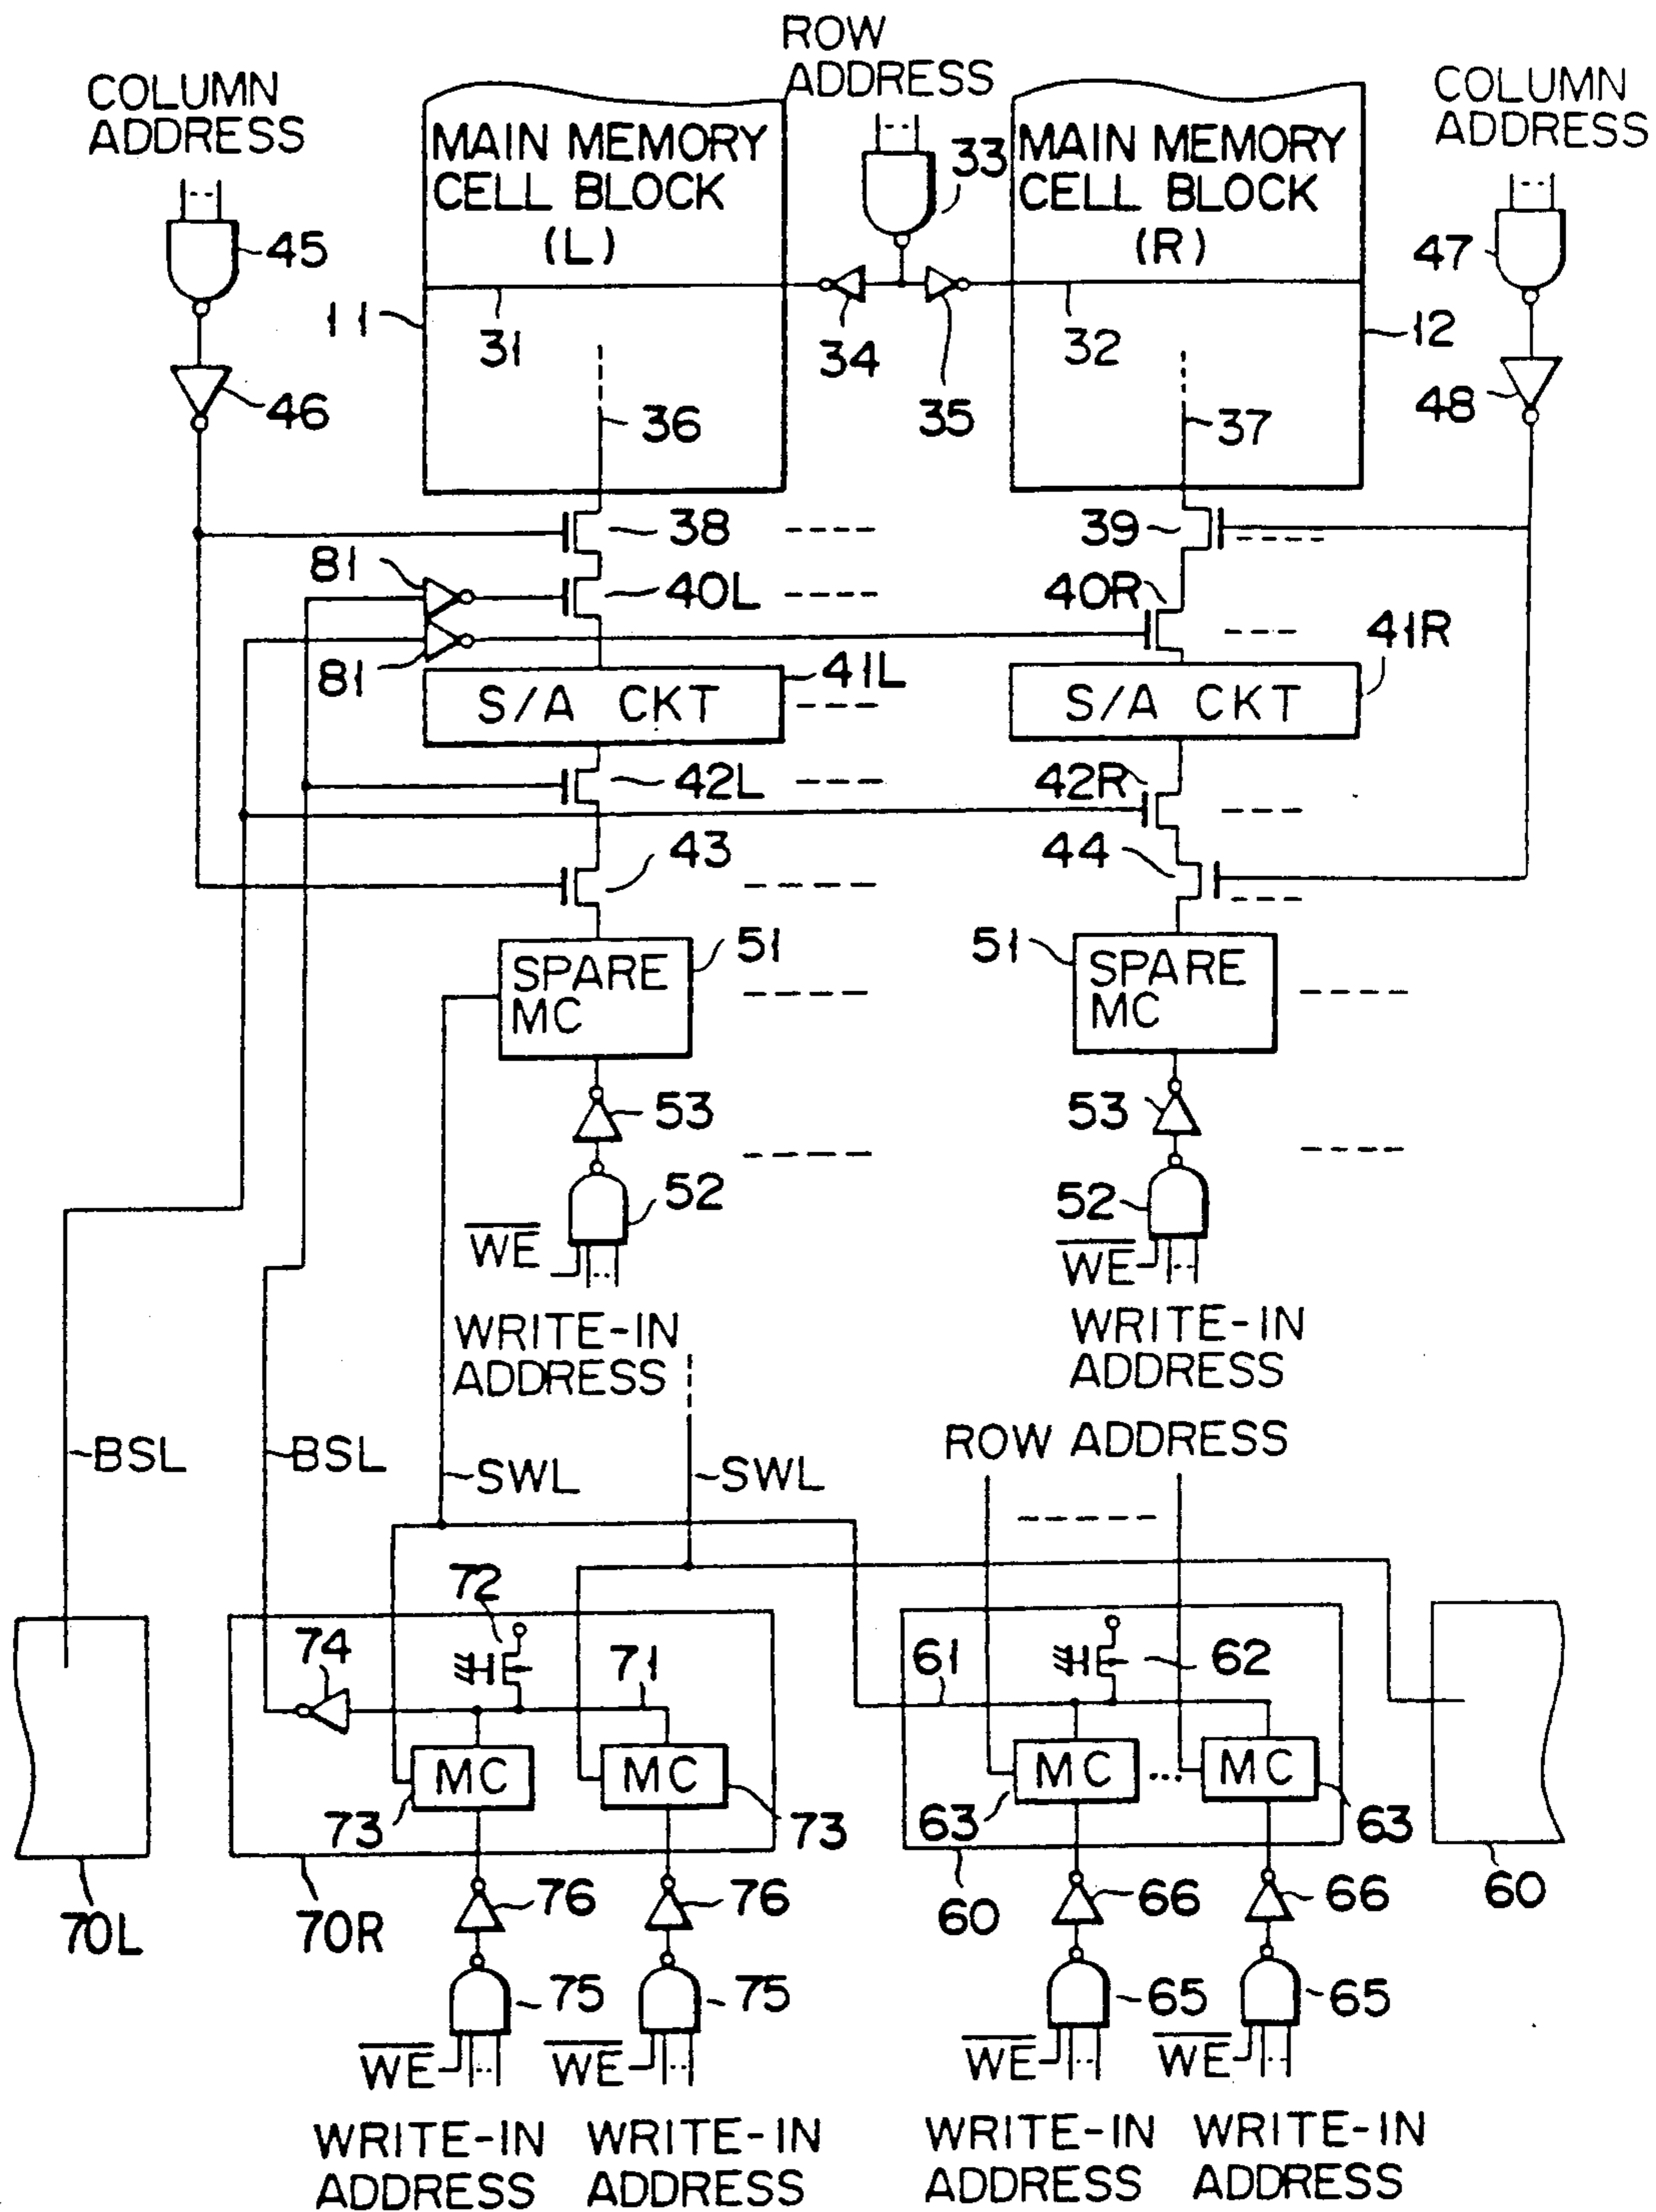 ROW
ADDRESS
COLUMN
ADDRESS
COLUMN
ADDRESS
MAIN MEMORY
CELL BLOCK
(L)
33
MAIN MEMORY
CELL BLOCK
(R)
45
47
11
31
34
35
32
12
46
36
37
48
38
39
81
40L
40R
81
41L
41R
S/A CKT
S/A CKT
42L
42R
43
44
51
51
SPARE
MC
SPARE
MC
53
53
52
52
WE
WE
WRITE-IN
ADDRESS
WRITE-IN
ADDRESS
BSL
BSL
SWL
SWL
ROW ADDRESS
72
74
71
61
62
MC
MC
MC
MC
73
73
63
63
70L
70R
76
76
60
66
66
60
75
75
65
65
WE
WE
WE
WE
WRITE-IN
ADDRESS
WRITE-IN
ADDRESS
WRITE-IN
ADDRESS
WRITE-IN
ADDRESS